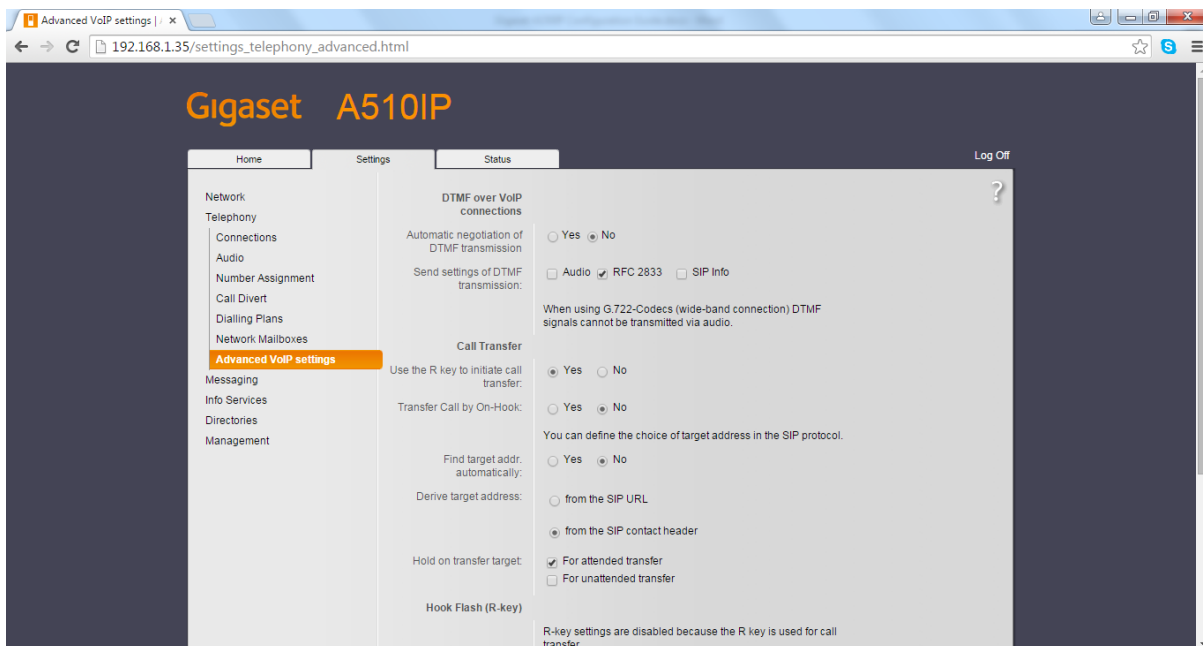 Advanced VoIP settings |
192.168.1.35/settings_telephony_advanced.html
Gigaset A510IP
Home Settings Status Log Off
?
Network
Telephony
Connections
Audio
Number Assignment
Call Divert
Dialling Plans
Network Mailboxes
Advanced VoIP settings
Messaging
Info Services
Directories
Management
DTMF over VoIP
connections
Automatic negotiation of
DTMF transmission
Yes No
Send settings of DTMF
transmission:
Audio RFC 2833 SIP Info
When using G.722-Codecs (wide-band connection) DTMF
signals cannot be transmitted via audio.
Call Transfer
Use the R key to initiate call
transfer:
Yes No
Transfer Call by On-Hook:
Yes No
You can define the choice of target address in the SIP protocol.
Find target addr.
automatically:
Yes No
Derive target address:
from the SIP URL
from the SIP contact header
Hold on transfer target:
For attended transfer
For unattended transfer
Hook Flash (R-key)
R-key settings are disabled because the R key is used for call
transfer